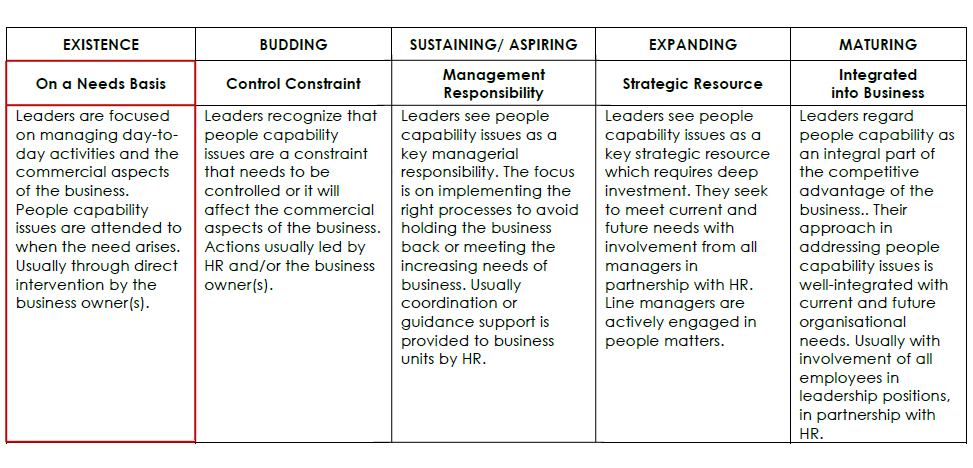 EXISTENCE
BUDDING
SUSTAINING/ ASPIRING
EXPANDING
MATURING
On a Needs Basis
Control Constraint
Management
Responsibility
Strategic Resource
Integrated
into Business
Leaders are focused
on managing day-to-
day activities and the
commercial aspects
of the business.
People capability
issues are attended to
when the need arises.
Usually through direct
intervention by the
business owner(s).
Leaders recognize that
people capability
issues are a constraint
that needs to be
controlled or it will
affect the commercial
aspects of the business.
Actions usually led by
HR and/or the business
owner(s).
Leaders see people
capability issues as a
key managerial
responsibility. The focus
is on implementing the
right processes to avoid
holding the business
back or meeting the
increasing needs of
business. Usually
coordination or
guidance support is
provided to business
units by HR.
Leaders see people
capability issues as a
key strategic resource
which requires deep
investment. They seek
to meet current and
future needs with
involvement from all
managers in
partnership with HR.
Line managers are
actively engaged in
people matters.
Leaders regard
people capability as
an integral part of
the competitive
advantage of the
business.. Their
approach in
addressing people
capability issues is
well-integrated with
current and future
organisational
needs. Usually with
involvement of all
employees in
leadership positions,
in partnership with
HR.